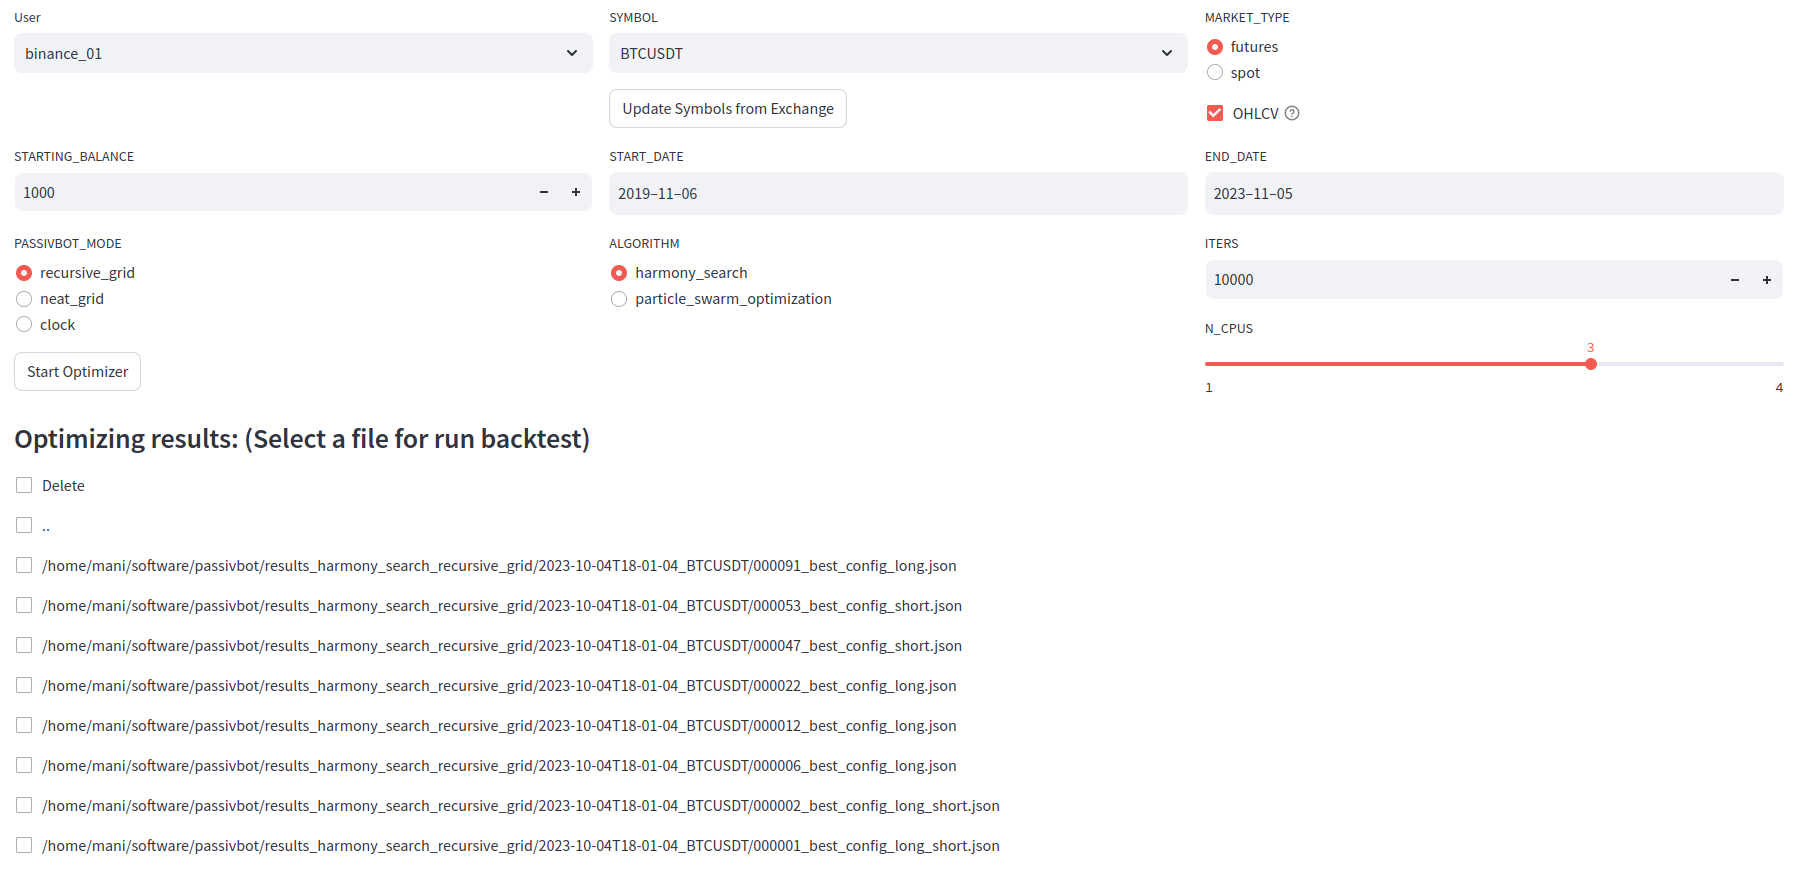 User
binance_01
SYMBOL
BTCUSDT
Update Symbols from Exchange
MARKET_TYPE
futures
spot
OHLCV
STARTING_BALANCE
1000
START_DATE
2019–11–06
END_DATE
2023–11–05
PASSIVBOT_MODE
recursive_grid
neat_grid
clock
ALGORITHM
harmony_search
particle_swarm_optimization
ITERS
10000
N_CPUS
3
1
4
Start Optimizer
Optimizing results: (Select a file for run backtest)
Delete
..
/home/mani/software/passivbot/results_harmony_search_recursive_grid/2023-10-04T18-01-04_BTCUSDT/000091_best_config_long.json
/home/mani/software/passivbot/results_harmony_search_recursive_grid/2023-10-04T18-01-04_BTCUSDT/000053_best_config_short.json
/home/mani/software/passivbot/results_harmony_search_recursive_grid/2023-10-04T18-01-04_BTCUSDT/000047_best_config_short.json
/home/mani/software/passivbot/results_harmony_search_recursive_grid/2023-10-04T18-01-04_BTCUSDT/000022_best_config_long.json
/home/mani/software/passivbot/results_harmony_search_recursive_grid/2023-10-04T18-01-04_BTCUSDT/000012_best_config_long.json
/home/mani/software/passivbot/results_harmony_search_recursive_grid/2023-10-04T18-01-04_BTCUSDT/000006_best_config_long.json
/home/mani/software/passivbot/results_harmony_search_recursive_grid/2023-10-04T18-01-04_BTCUSDT/000002_best_config_long_short.json
/home/mani/software/passivbot/results_harmony_search_recursive_grid/2023-10-04T18-01-04_BTCUSDT/000001_best_config_long_short.json